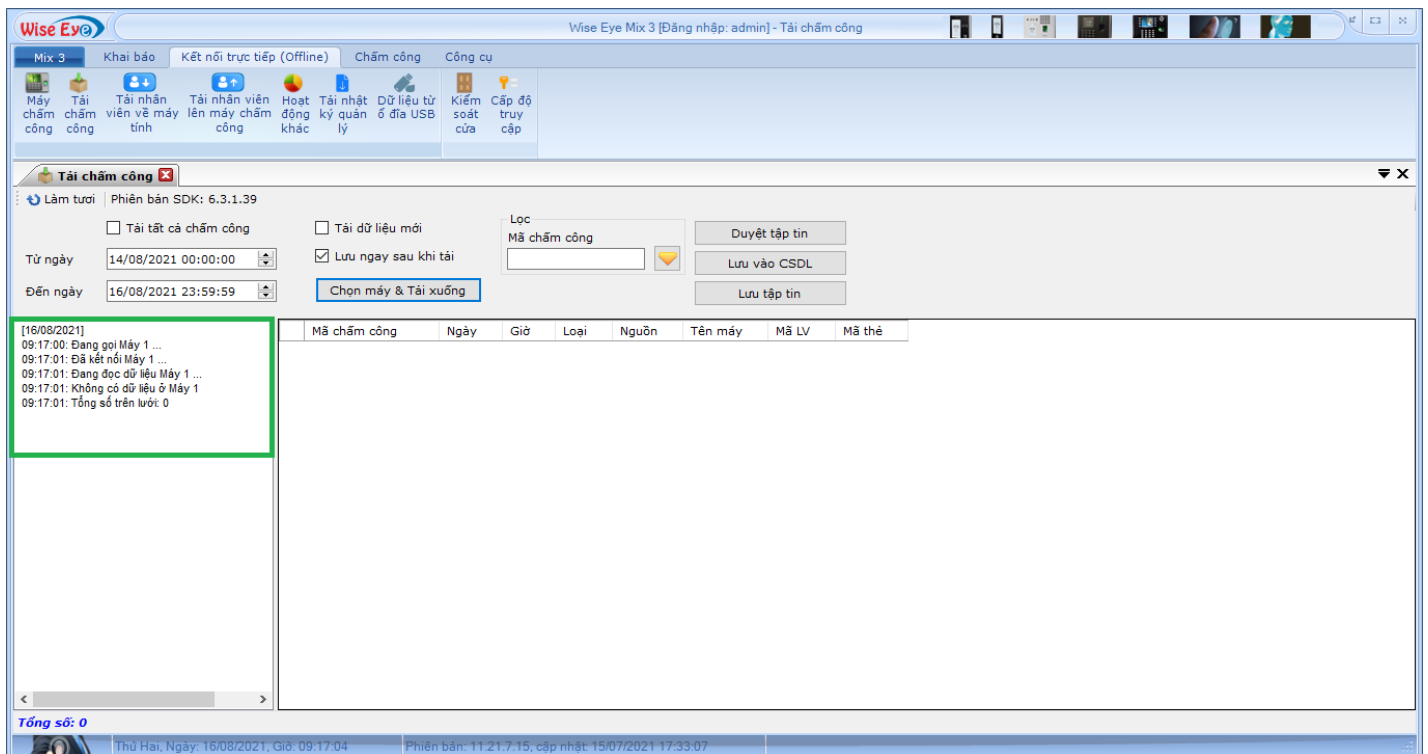 Wise Eye
Wise Eye Mix 3 [Đăng nhập: admin] - Tải chấm công
Mix 3 Khai báo Kết nối trực tiếp (Offline) Chấm công Công cụ
Máy chấm công
Tải chấm công
Tải nhân viên về máy tính
Tải nhân viên lên máy chấm công
Hoạt động khác
Tải nhật ký quản lý
Dữ liệu từ ổ đĩa USB
Kiểm soát cửa
Cấp độ truy cập
Tải chấm công
Làm tươi Phiên bản SDK: 6.3.1.39
Tải tất cả chấm công
Từ ngày 14/08/2021 00:00:00
Đến ngày 16/08/2021 23:59:59
Tải dữ liệu mới
Lưu ngay sau khi tải
Chọn máy & Tải xuống
Lọc
Mã chấm công
Duyệt tập tin
Lưu vào CSDL
Lưu tập tin
[16/08/2021]
09:17:00: Đang gọi Máy 1 ...
09:17:01: Đã kết nối Máy 1 ...
09:17:01: Đang đọc dữ liệu Máy 1 ...
09:17:01: Không có dữ liệu ở Máy 1
09:17:01: Tổng số trên lưới: 0
Mã chấm công Ngày Giờ Loại Nguồn Tên máy Mã LV Mã thẻ
Tổng số: 0
Thứ Hai, Ngày: 16/08/2021, Giờ: 09:17:04 Phiên bản: 11.21.7.15, cập nhật: 15/07/2021 17:33:07